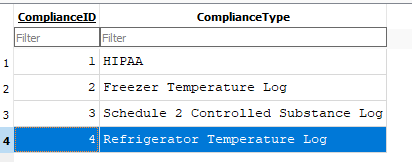 ComplianceID ComplianceType
Filter Filter
1 1 HIPAA
2 2 Freezer Temperature Log
3 3 Schedule 2 Controlled Substance Log
4 4 Refrigerator Temperature Log